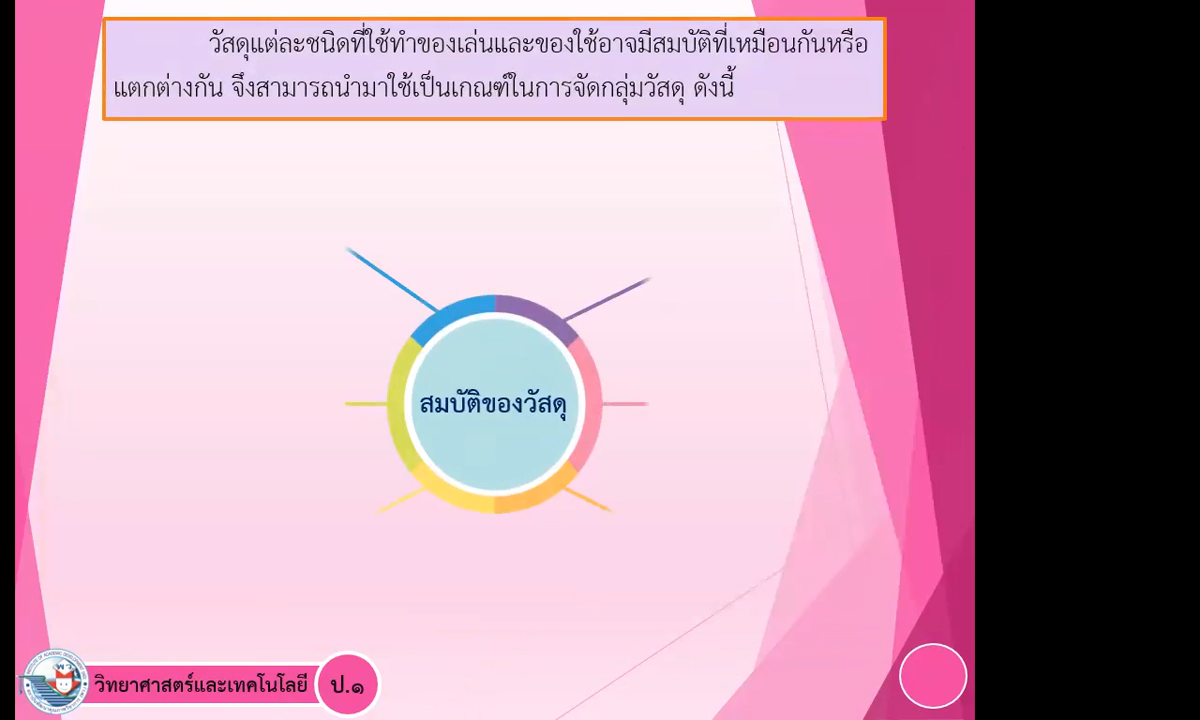 วัสดุแต่ละชนิดที่ใช้ทำของเล่นและของใช้อาจมีสมบัติที่เหมือนกันหรือ
แตกต่างกัน จึงสามารถนำมาใช้เป็นเกณฑ์ในการจัดกลุ่มวัสดุ ดังนี้
สมบัติของวัสดุ
พว
วิทยาศาสตร์และเทคโนโลยี
ป.๑